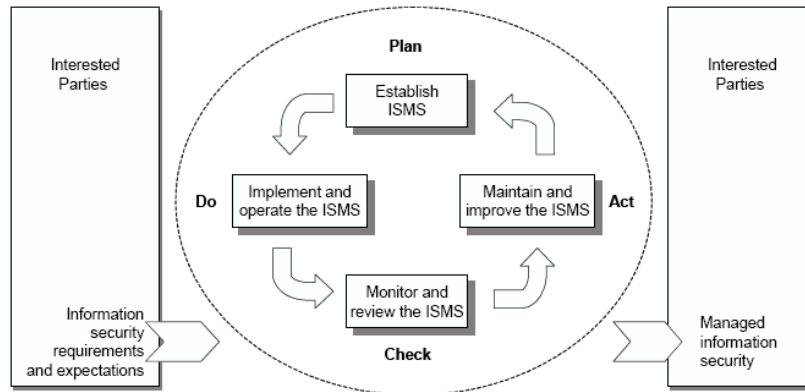 Interested
Parties
Information
security
requirements
and expectations
Plan
Establish
ISMS
Do
Implement and
operate the ISMS
Maintain and
improve the ISMS
Act
Monitor and
review the ISMS
Check
Interested
Parties
Managed
information
security